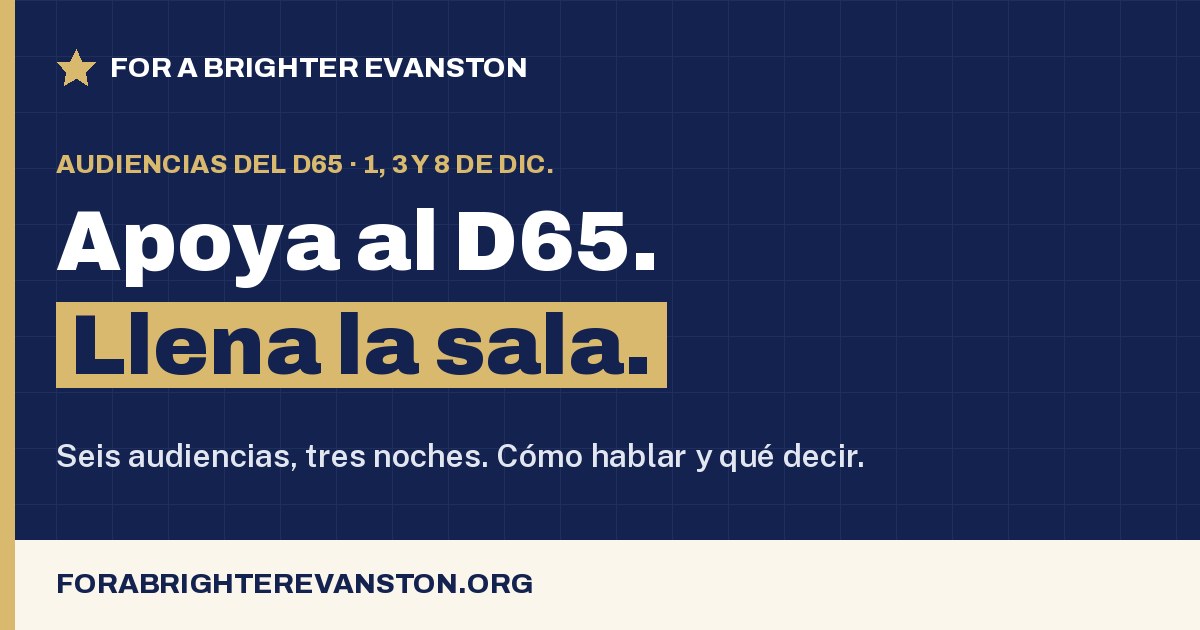 FOR A BRIGHTER EVANSTON
AUDIENCIAS DEL D65 · 1, 3 Y 8 DE DIC.
Apoya al D65.
Llena la sala.
Seis audiencias, tres noches. Cómo hablar y qué decir.
FORABRIGHTEREVANSTON.ORG